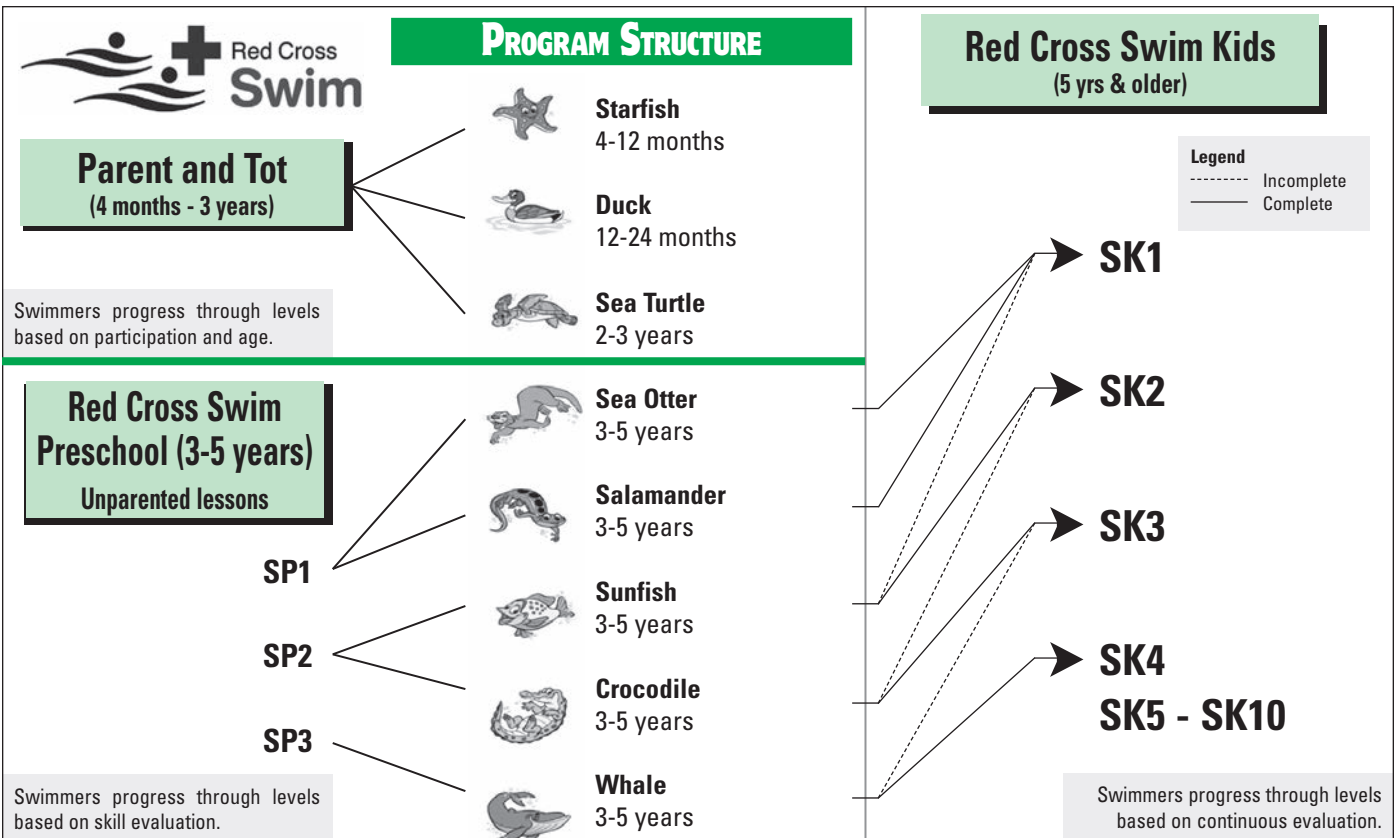 Red Cross
Swim
PROGRAM STRUCTURE
Parent and Tot
(4 months - 3 years)
Starfish
4-12 months
Duck
12-24 months
Sea Turtle
2-3 years
Swimmers progress through levels
based on participation and age.
Red Cross Swim
Preschool (3-5 years)
Unparented lessons
SP1
SP2
SP3
Sea Otter
3-5 years
Salamander
3-5 years
Sunfish
3-5 years
Crocodile
3-5 years
Whale
3-5 years
Swimmers progress through levels
based on skill evaluation.
Red Cross Swim Kids
(5 yrs & older)
Legend
Incomplete
Complete
SK1
SK2
SK3
SK4
SK5 - SK10
Swimmers progress through levels
based on continuous evaluation.